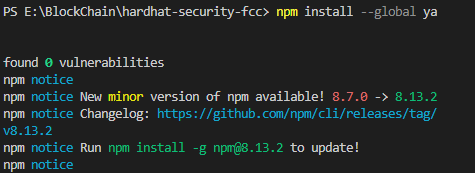 PS E:\BlockChain\hardhat-security-fcc> npm install --global ya
found 0 vulnerabilities
npm notice
npm notice New minor version of npm available! 8.7.0 -> 8.13.2
npm notice Changelog: https://github.com/npm/cli/releases/tag/
v8.13.2
npm notice Run npm install -g npm@8.13.2 to update!
npm notice